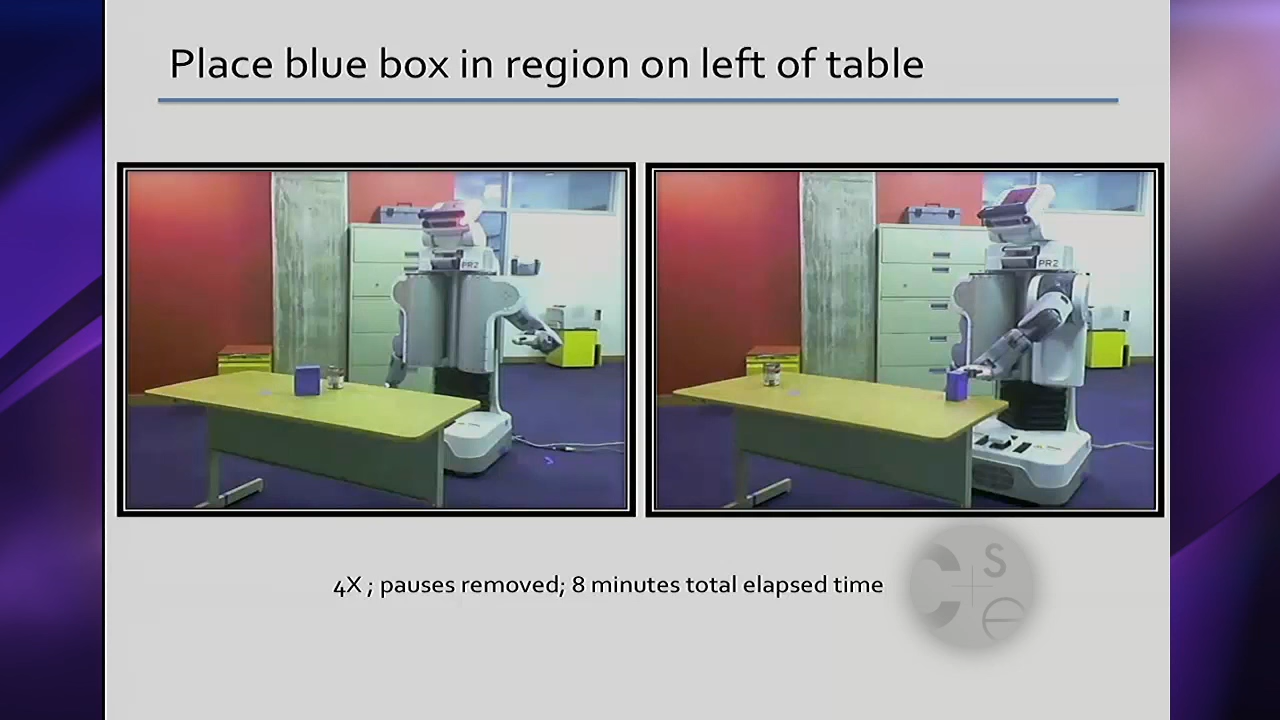 Place blue box in region on left of table
PR2
PR2
4X ; pauses removed; 8 minutes total elapsed time
C S e